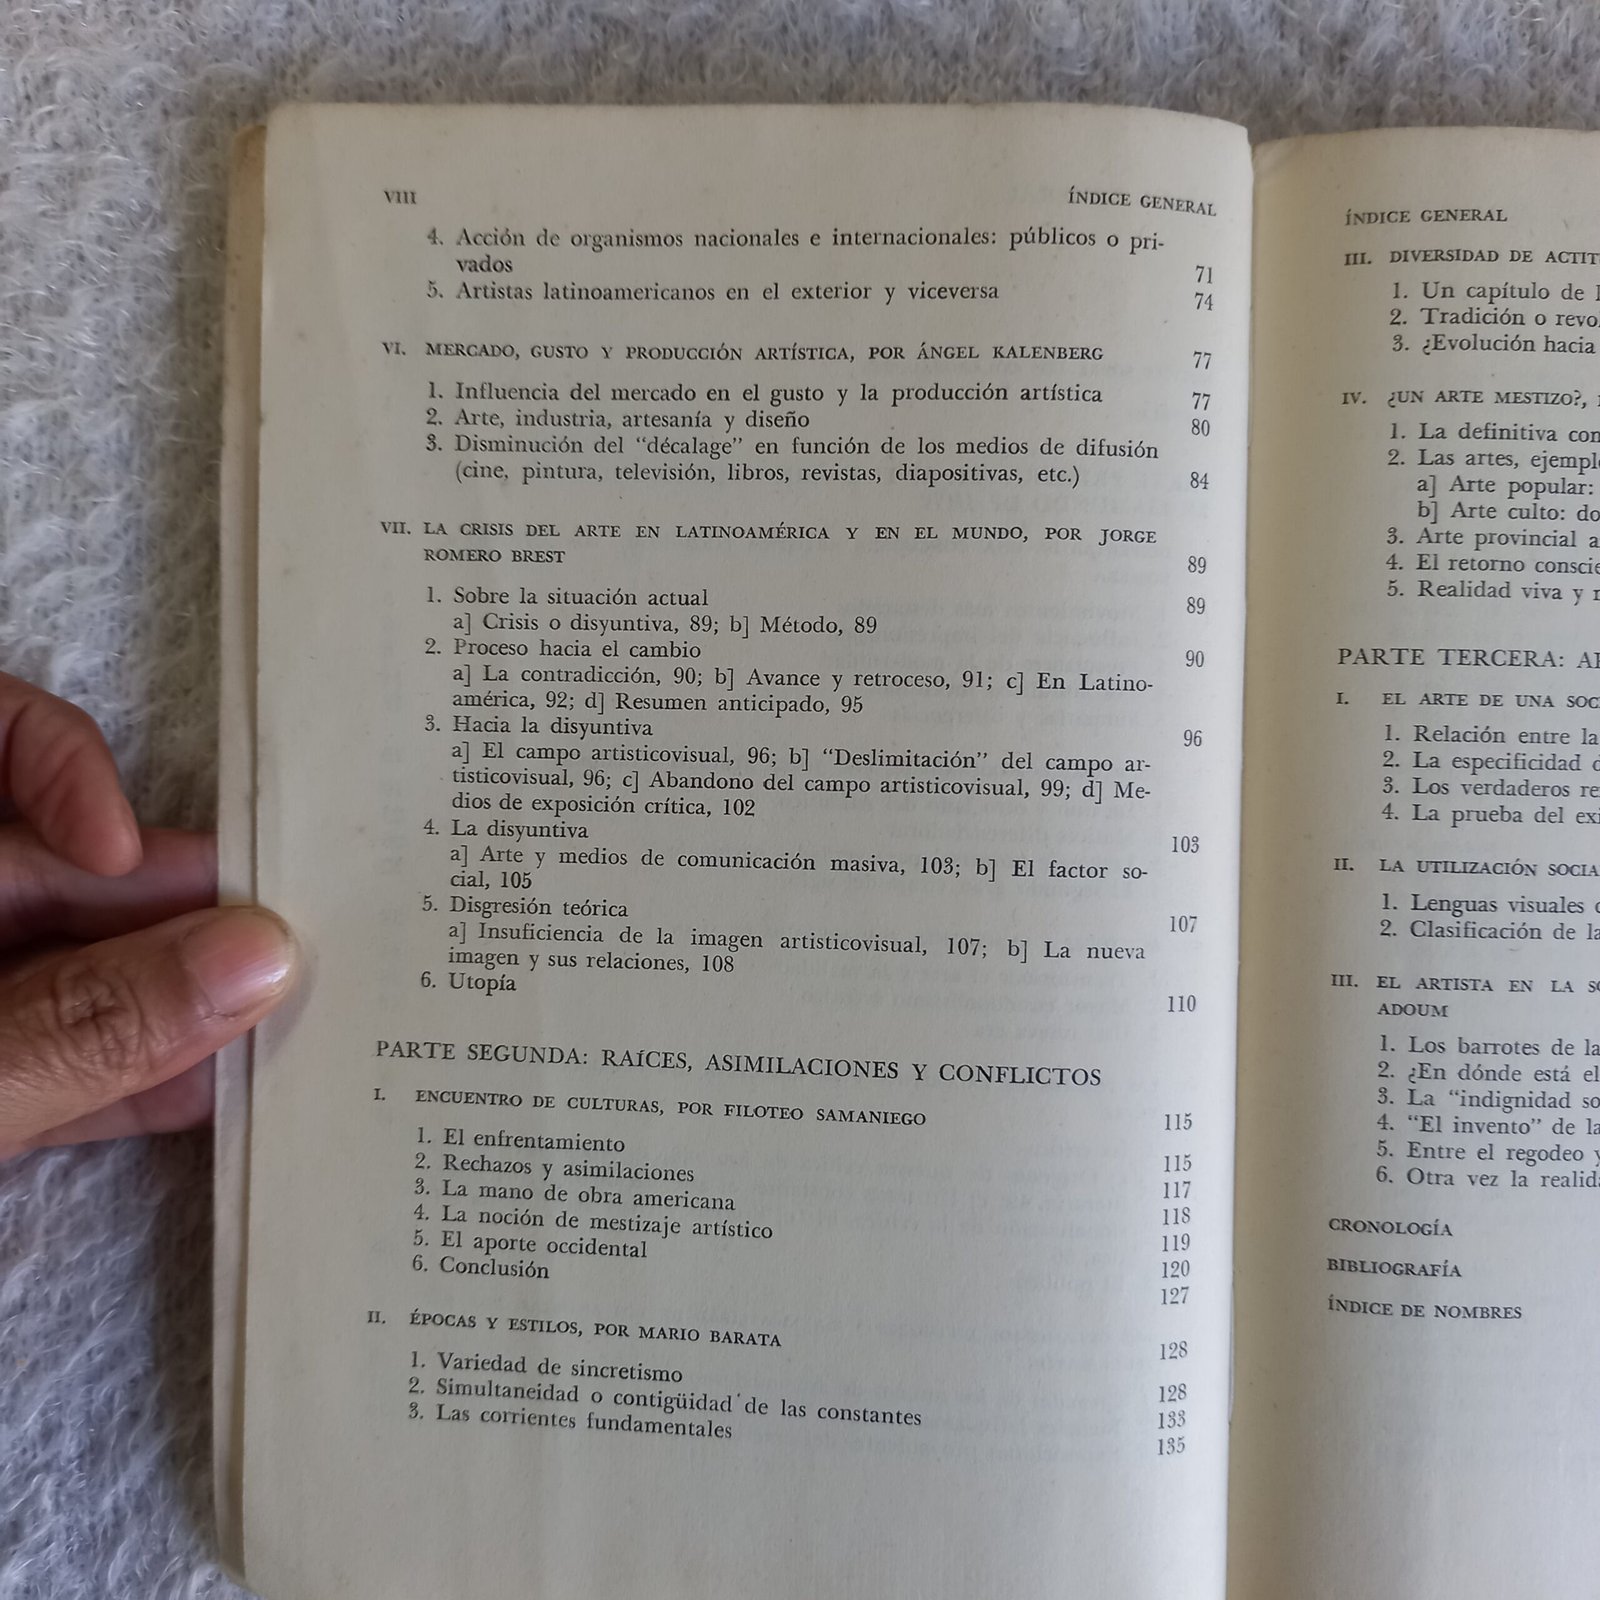 VIII ÍNDICE GENERAL
4. Acción de organismos nacionales e internacionales: públicos o pri-
vados 71
5. Artistas latinoamericanos en el exterior y viceversa 74
VI. MERCADO, GUSTO Y PRODUCCIÓN ARTÍSTICA, POR ÁNGEL KALENBERG 77
1. Influencia del mercado en el gusto y la producción artística 77
2. Arte, industria, artesanía y diseño 80
3. Disminución del "décalage" en función de los medios de difusión
(cine, pintura, televisión, libros, revistas, diapositivas, etc.) 84
VII. LA CRISIS DEL ARTE EN LATINOAMÉRICA Y EN EL MUNDO, POR JORGE
ROMERO BREST 89
1. Sobre la situación actual 89
a] Crisis o disyuntiva, 89; b] Método, 89
2. Proceso hacia el cambio 90
a] La contradicción, 90; b] Avance y retroceso, 91; c] En Latino-
américa, 92; d] Resumen anticipado, 95
3. Hacia la disyuntiva 96
a] El campo artisticovisual, 96; b] "Deslimitación" del campo ar-
tisticovisual, 96; c] Abandono del campo artisticovisual, 99; d] Me-
dios de exposición crítica, 102
4. La disyuntiva 103
a] Arte y medios de comunicación masiva, 103; b] El factor so-
cial, 105
5. Disgresión teórica 107
a] Insuficiencia de la imagen artisticovisual, 107; b] La nueva
imagen y sus relaciones, 108
6. Utopía 110
PARTE SEGUNDA: RAÍCES, ASIMILACIONES Y CONFLICTOS
I. ENCUENTRO DE CULTURAS, POR FILOTEO SAMANIEGO 115
1. El enfrentamiento 115
2. Rechazos y asimilaciones 117
3. La mano de obra americana 118
4. La noción de mestizaje artístico 119
5. El aporte occidental 120
6. Conclusión 127
II. ÉPOCAS Y ESTILOS, POR MARIO BARATA 128
1. Variedad de sincretismo 128
2. Simultaneidad o contigüidad de las constantes 133
3. Las corrientes fundamentales 135
ÍNDICE GENERAL
III. DIVERSIDAD DE ACTIT
1. Un capítulo de
2. Tradición o revo
3. ¿Evolución hacia
IV. ¿UN ARTE MESTIZO?,
1. La definitiva con
2. Las artes, ejempl
a] Arte popular:
b] Arte culto: do
3. Arte provincial a
4. El retorno conscie
5. Realidad viva y
PARTE TERCERA: A
I. EL ARTE DE UNA SOC
1. Relación entre la
2. La especificidad d
3. Los verdaderos re
4. La prueba del exi
II. LA UTILIZACIÓN SOCIA
1. Lenguas visuales
2. Clasificación de la
III. EL ARTISTA EN LA SO
ADOUM
1. Los barrotes de la
2. ¿En dónde está el
3. La "indignidad so
4. "El invento" de la
5. Entre el regodeo y
6. Otra vez la realida
CRONOLOGÍA
BIBLIOGRAFÍA
ÍNDICE DE NOMBRES